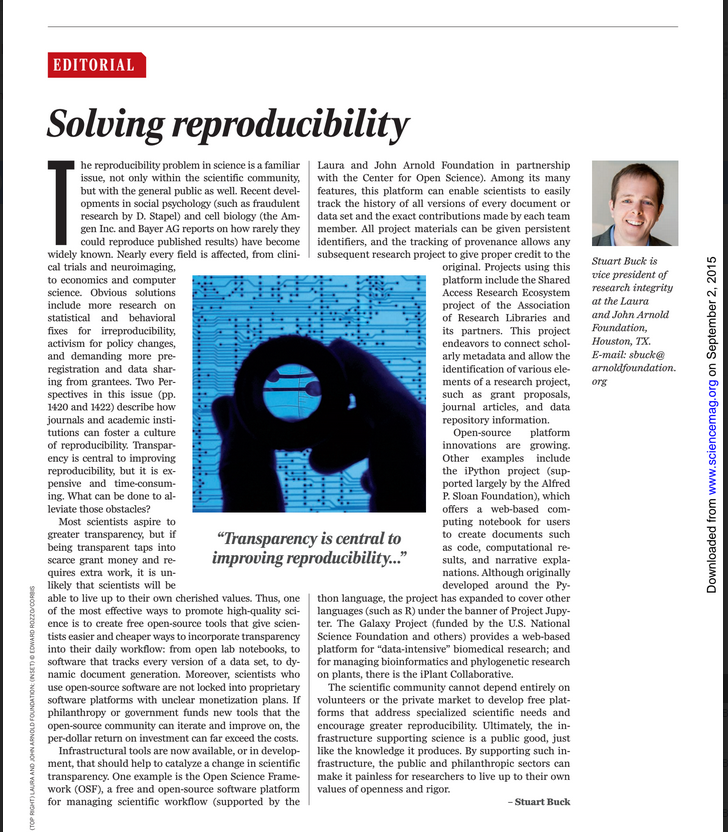 EDITORIAL
Solving reproducibility
The reproducibility problem in science is a familiar
issue, not only within the scientific community,
but with the general public as well. Recent devel-
opments in social psychology (such as fraudulent
research by D. Stapel) and cell biology (the Am-
gen Inc. and Bayer AG reports on how rarely they
could reproduce published results) have become
widely known. Nearly every field is affected, from clini-
cal trials and neuroimaging,
to economics and computer
science. Obvious solutions
include more research on
statistical and behavioral
fixes for irreproducibility,
activism for policy changes,
and demanding more pre-
registration and data shar-
ing from grantees. Two Per-
spectives in this issue (pp.
1420 and 1422) describe how
journals and academic insti-
tutions can foster a culture
of reproducibility. Transpar-
ency is central to improving
reproducibility, but it is ex-
pensive and time-consum-
ing. What can be done to al-
leviate those obstacles?
Most scientists aspire to
greater transparency, but if
being transparent taps into
scarce grant money and re-
quires extra work, it is un-
likely that scientists will be
able to live up to their own cherished values. Thus, one
of the most effective ways to promote high-quality sci-
ence is to create free open-source tools that give scien-
tists easier and cheaper ways to incorporate transparency
into their daily workflow: from open lab notebooks, to
software that tracks every version of a data set, to dy-
namic document generation. Moreover, scientists who
use open-source software are not locked into proprietary
software platforms with unclear monetization plans. If
philanthropy or government funds new tools that the
open-source community can iterate and improve on, the
per-dollar return on investment can far exceed the costs.
Infrastructural tools are now available, or in develop-
ment, that should help to catalyze a change in scientific
transparency. One example is the Open Science Frame-
work (OSF), a free and open-source software platform
for managing scientific workflow (supported by the
Laura and John Arnold Foundation in partnership
with the Center for Open Science). Among its many
features, this platform can enable scientists to easily
track the history of all versions of every document or
data set and the exact contributions made by each team
member. All project materials can be given persistent
identifiers, and the tracking of provenance allows any
subsequent research project to give proper credit to the
original. Projects using this
platform include the Shared
Access Research Ecosystem
project of the Association
of Research Libraries and
its partners. This project
endeavors to connect schol-
arly metadata and allow the
identification of various ele-
ments of a research project,
such as grant proposals,
journal articles, and data
repository information.
Open-source platform
innovations are growing.
Other examples include
the iPython project (sup-
ported largely by the Alfred
P. Sloan Foundation), which
offers a web-based com-
puting notebook for users
to create documents such
as code, computational re-
sults, and narrative expla-
nations. Although originally
developed around the Py-
thon language, the project has expanded to cover other
languages (such as R) under the banner of Project Jupy-
ter. The Galaxy Project (funded by the U.S. National
Science Foundation and others) provides a web-based
platform for “data-intensive” biomedical research; and
for managing bioinformatics and phylogenetic research
on plants, there is the iPlant Collaborative.
The scientific community cannot depend entirely on
volunteers or the private market to develop free plat-
forms that address specialized scientific needs and
encourage greater reproducibility. Ultimately, the in-
frastructure supporting science is a public good, just
like the knowledge it produces. By supporting such in-
frastructure, the public and philanthropic sectors can
make it painless for researchers to live up to their own
values of openness and rigor.
– Stuart Buck
“Transparency is central to
improving reproducibility...”
Stuart Buck is
vice president of
research integrity
at the Laura
and John Arnold
Foundation,
Houston, TX.
E-mail: sbuck@
arnoldfoundation.
org
Downloaded from www.sciencemag.org on September 2, 2015
(TOP RIGHT) LAURA AND JOHN ARNOLD FOUNDATION; (INSET) © EDWARD ROZZO/CORBIS